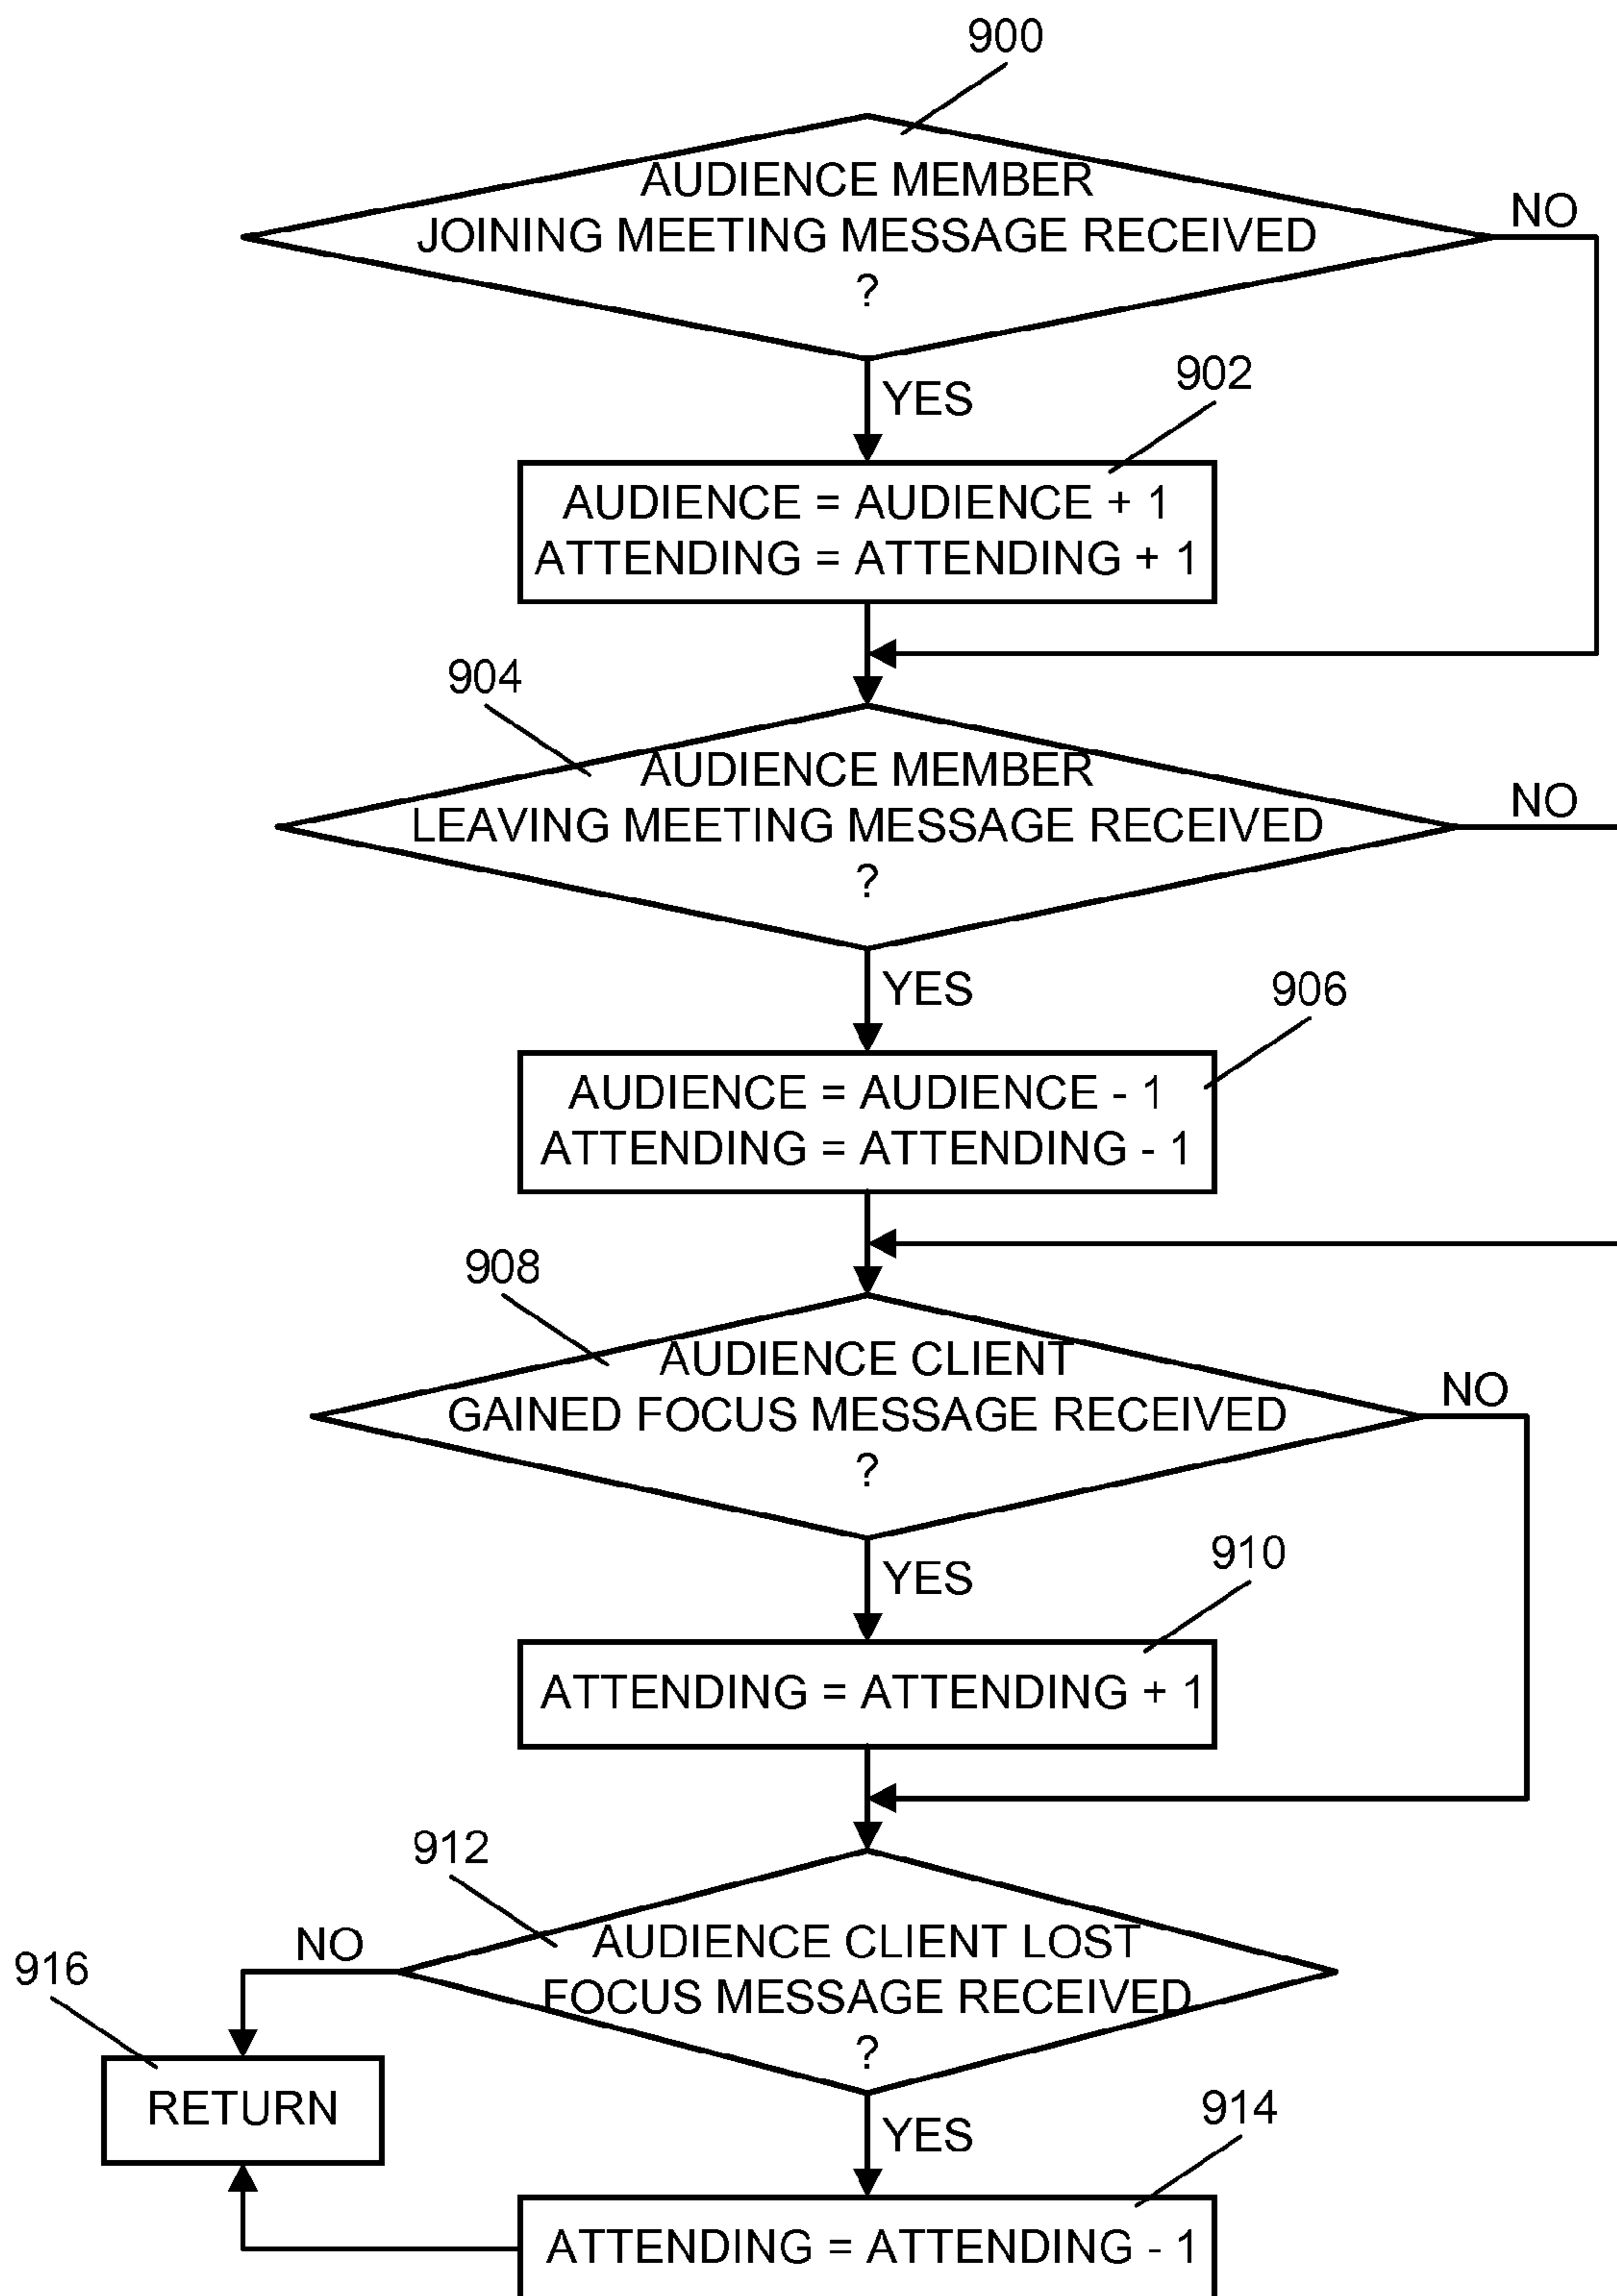 900
AUDIENCE MEMBER
JOINING MEETING MESSAGE RECEIVED
?
NO
YES
902
AUDIENCE = AUDIENCE + 1
ATTENDING = ATTENDING + 1
904
AUDIENCE MEMBER
LEAVING MEETING MESSAGE RECEIVED
?
NO
YES
906
AUDIENCE = AUDIENCE - 1
ATTENDING = ATTENDING - 1
908
AUDIENCE CLIENT
GAINED FOCUS MESSAGE RECEIVED
?
NO
YES
910
ATTENDING = ATTENDING + 1
912
AUDIENCE CLIENT LOST
FOCUS MESSAGE RECEIVED
?
NO
916
RETURN
YES
914
ATTENDING = ATTENDING - 1